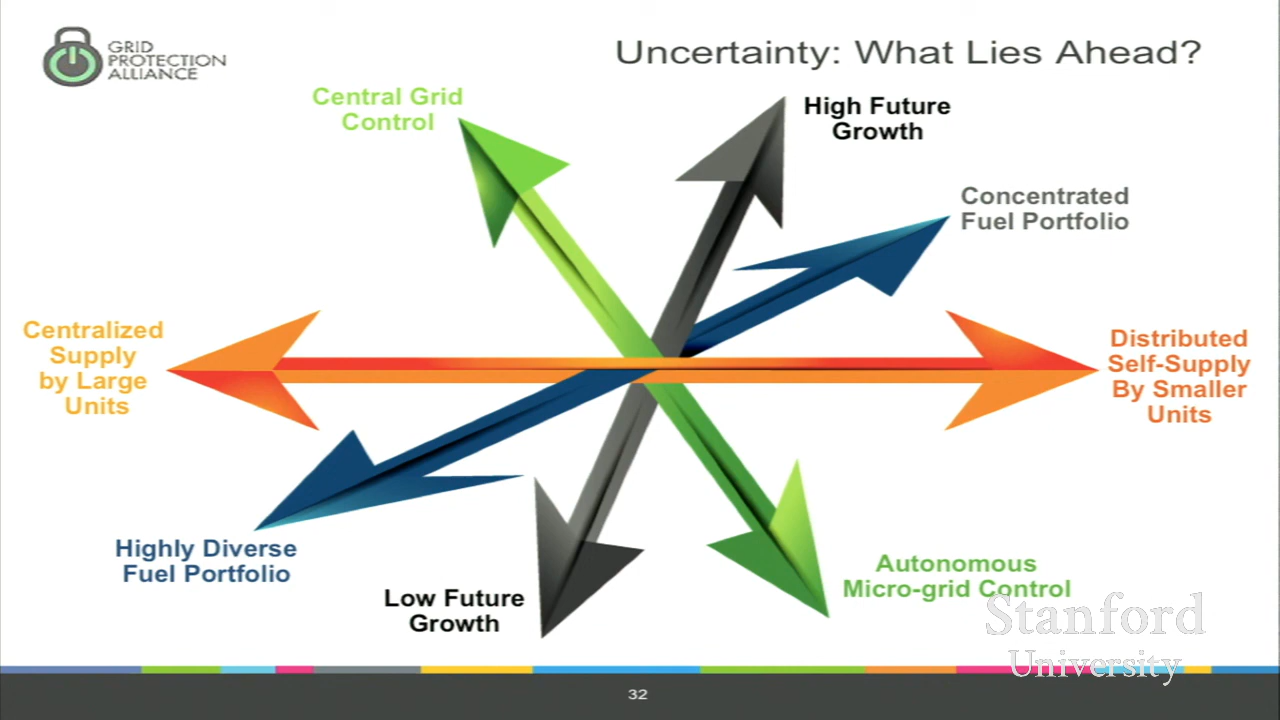 GRID
PROTECTION
ALLIANCE
Uncertainty: What Lies Ahead?
Central Grid
Control
High Future
Growth
Concentrated
Fuel Portfolio
Centralized
Supply
by Large
Units
Distributed
Self-Supply
By Smaller
Units
Highly Diverse
Fuel Portfolio
Low Future
Growth
Autonomous
Micro-grid Control
Stanford
University
32